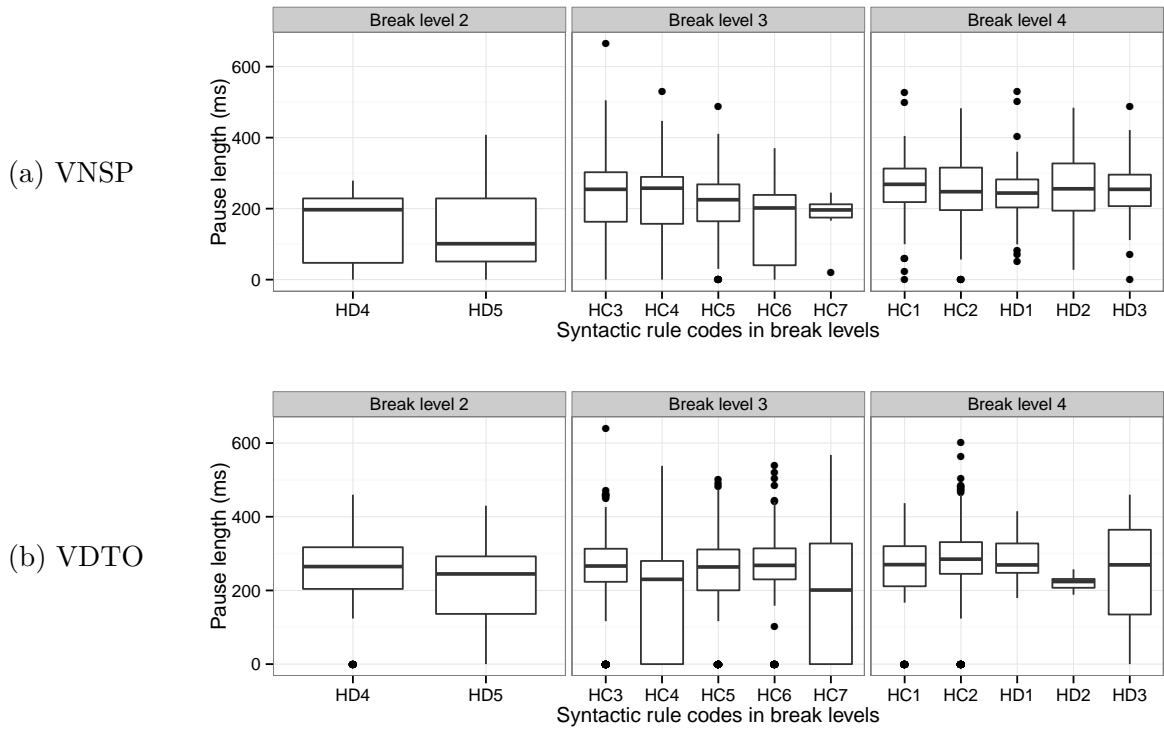 Break level 2 Break level 3 Break level 4
600
400
200
0
Pause length (ms)
(a) VNSP
HD4 HD5 HC3 HC4 HC5 HC6 HC7 HC1 HC2 HD1 HD2 HD3
Syntactic rule codes in break levels
Break level 2 Break level 3 Break level 4
600
400
200
0
Pause length (ms)
(b) VDTO
HD4 HD5 HC3 HC4 HC5 HC6 HC7 HC1 HC2 HD1 HD2 HD3
Syntactic rule codes in break levels